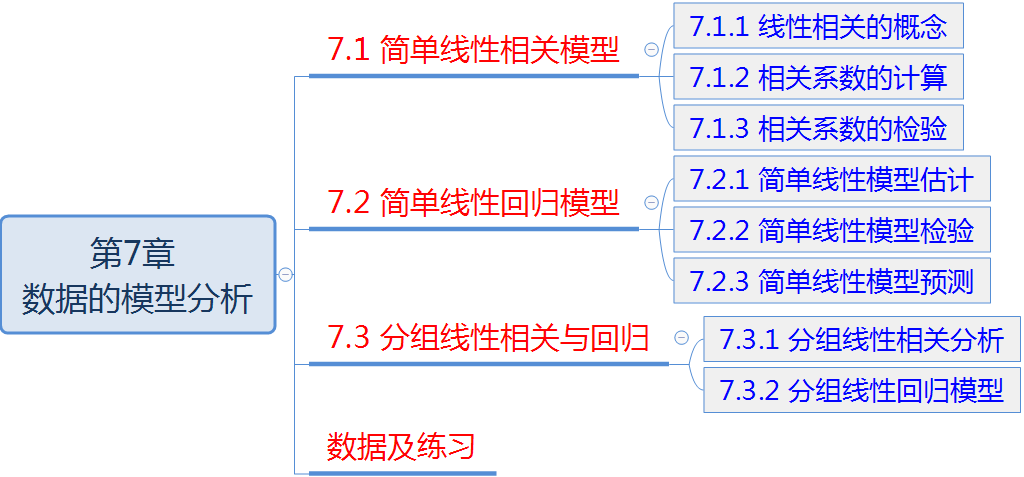 第7章
数据的模型分析
7.1 简单线性相关模型
7.1.1 线性相关的概念
7.1.2 相关系数的计算
7.1.3 相关系数的检验
7.2 简单线性回归模型
7.2.1 简单线性模型估计
7.2.2 简单线性模型检验
7.2.3 简单线性模型预测
7.3 分组线性相关与回归
7.3.1 分组线性相关分析
7.3.2 分组线性回归模型
数据及练习